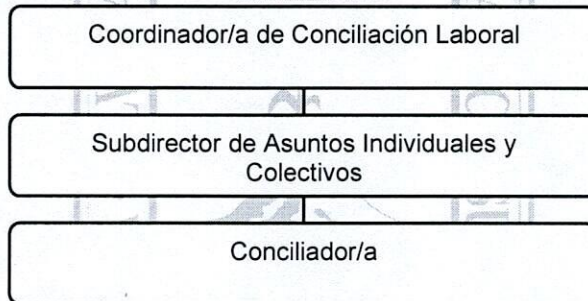 Coordinador/a de Conciliación Laboral
Subdirector de Asuntos Individuales y
Colectivos
Conciliador/a